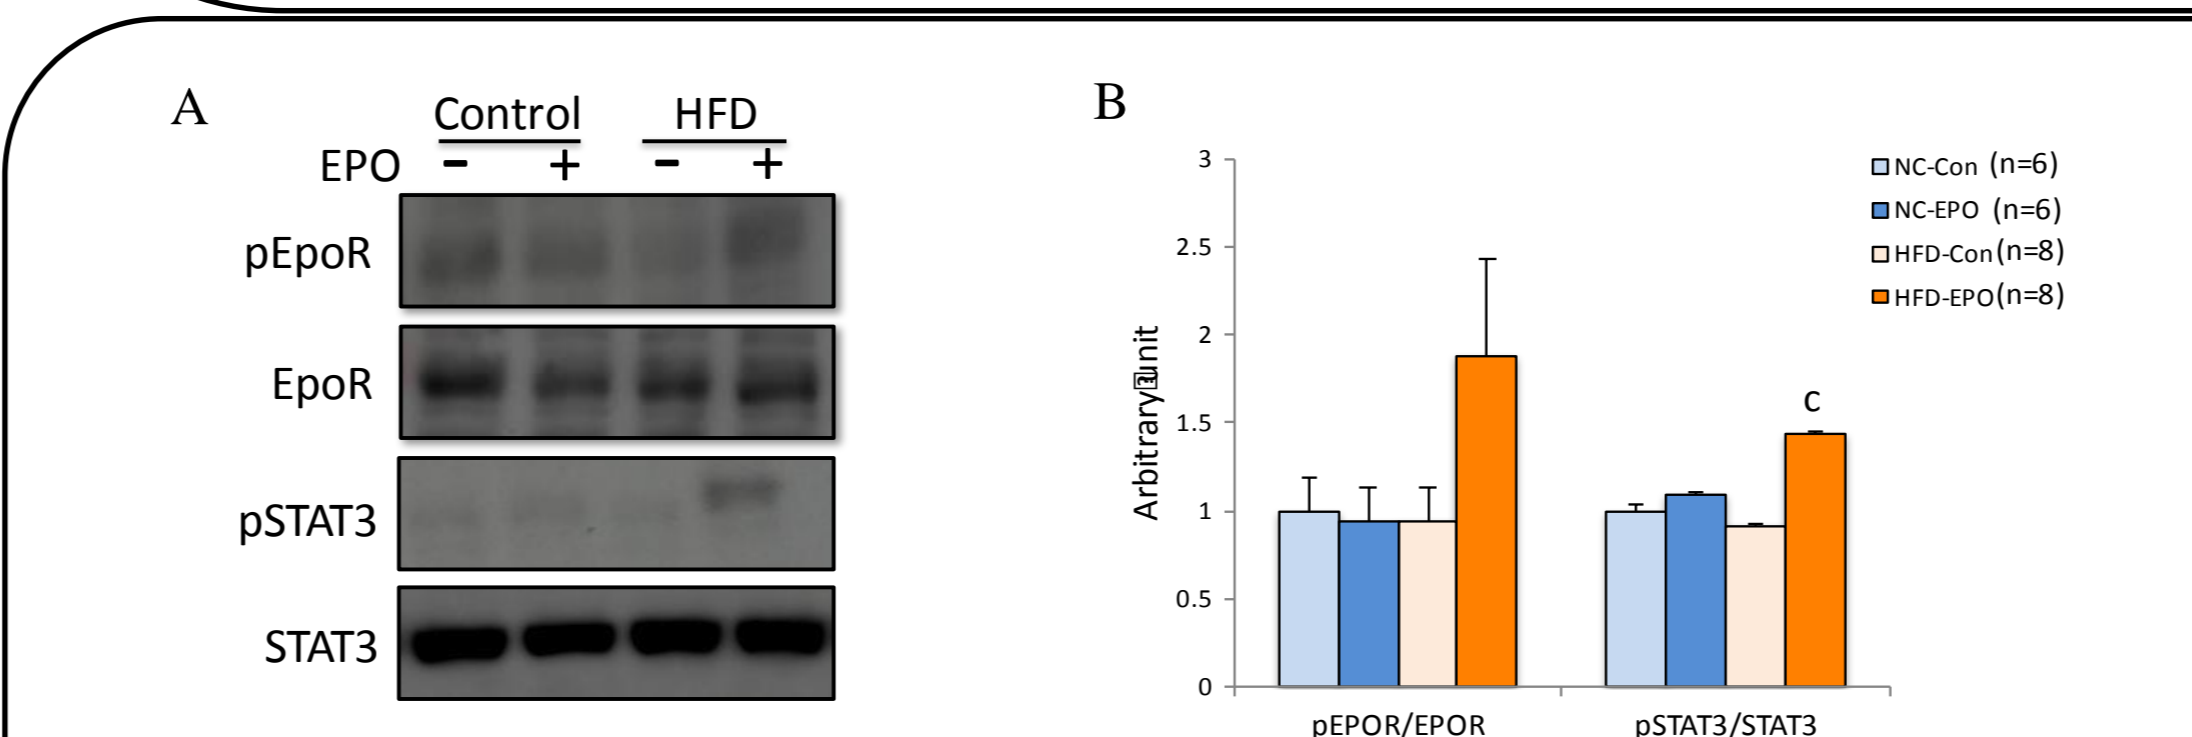 A
Control HFD
EPO - + - +
pEpoR
EpoR
pSTAT3
STAT3
B
3
2.5
2
1.5
1
0.5
0
Arbitrary unit
c
pEPOR/EPOR pSTAT3/STAT3
NC-Con (n=6)
NC-EPO (n=6)
HFD-Con (n=8)
HFD-EPO (n=8)